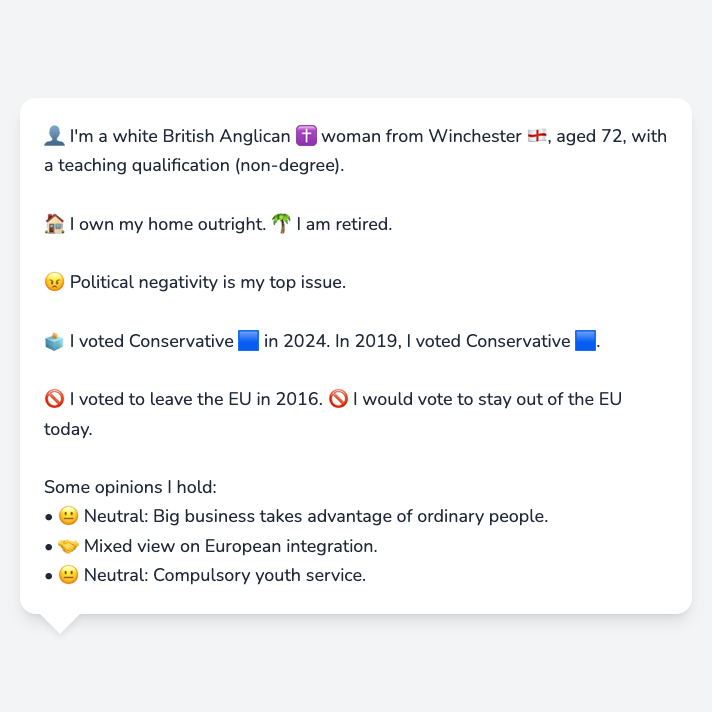 👤 I'm a white British Anglican ✝️ woman from Winchester 🏴󠁧󠁢󠁥󠁮󠁧󠁿, aged 72, with
a teaching qualification (non-degree).
🏠 I own my home outright. 🌴 I am retired.
😠 Political negativity is my top issue.
🗳️ I voted Conservative 🟦 in 2024. In 2019, I voted Conservative 🟦.
🚫 I voted to leave the EU in 2016. 🚫 I would vote to stay out of the EU
today.
Some opinions I hold:
• 😐 Neutral: Big business takes advantage of ordinary people.
• 🤝 Mixed view on European integration.
• 😐 Neutral: Compulsory youth service.